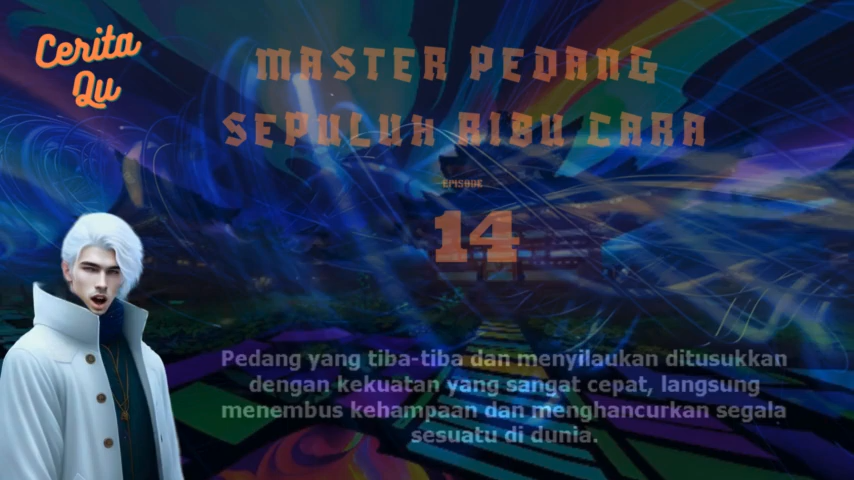 Cerita
Qu
MASTER PEDANG
SEPULUH RIBU CARA
EPISODE
14
Pedang yang tiba-tiba dan menyilaukan ditusukkan
dengan kekuatan yang sangat cepat, langsung
menembus kehampaan dan menghancurkan segala
sesuatu di dunia.